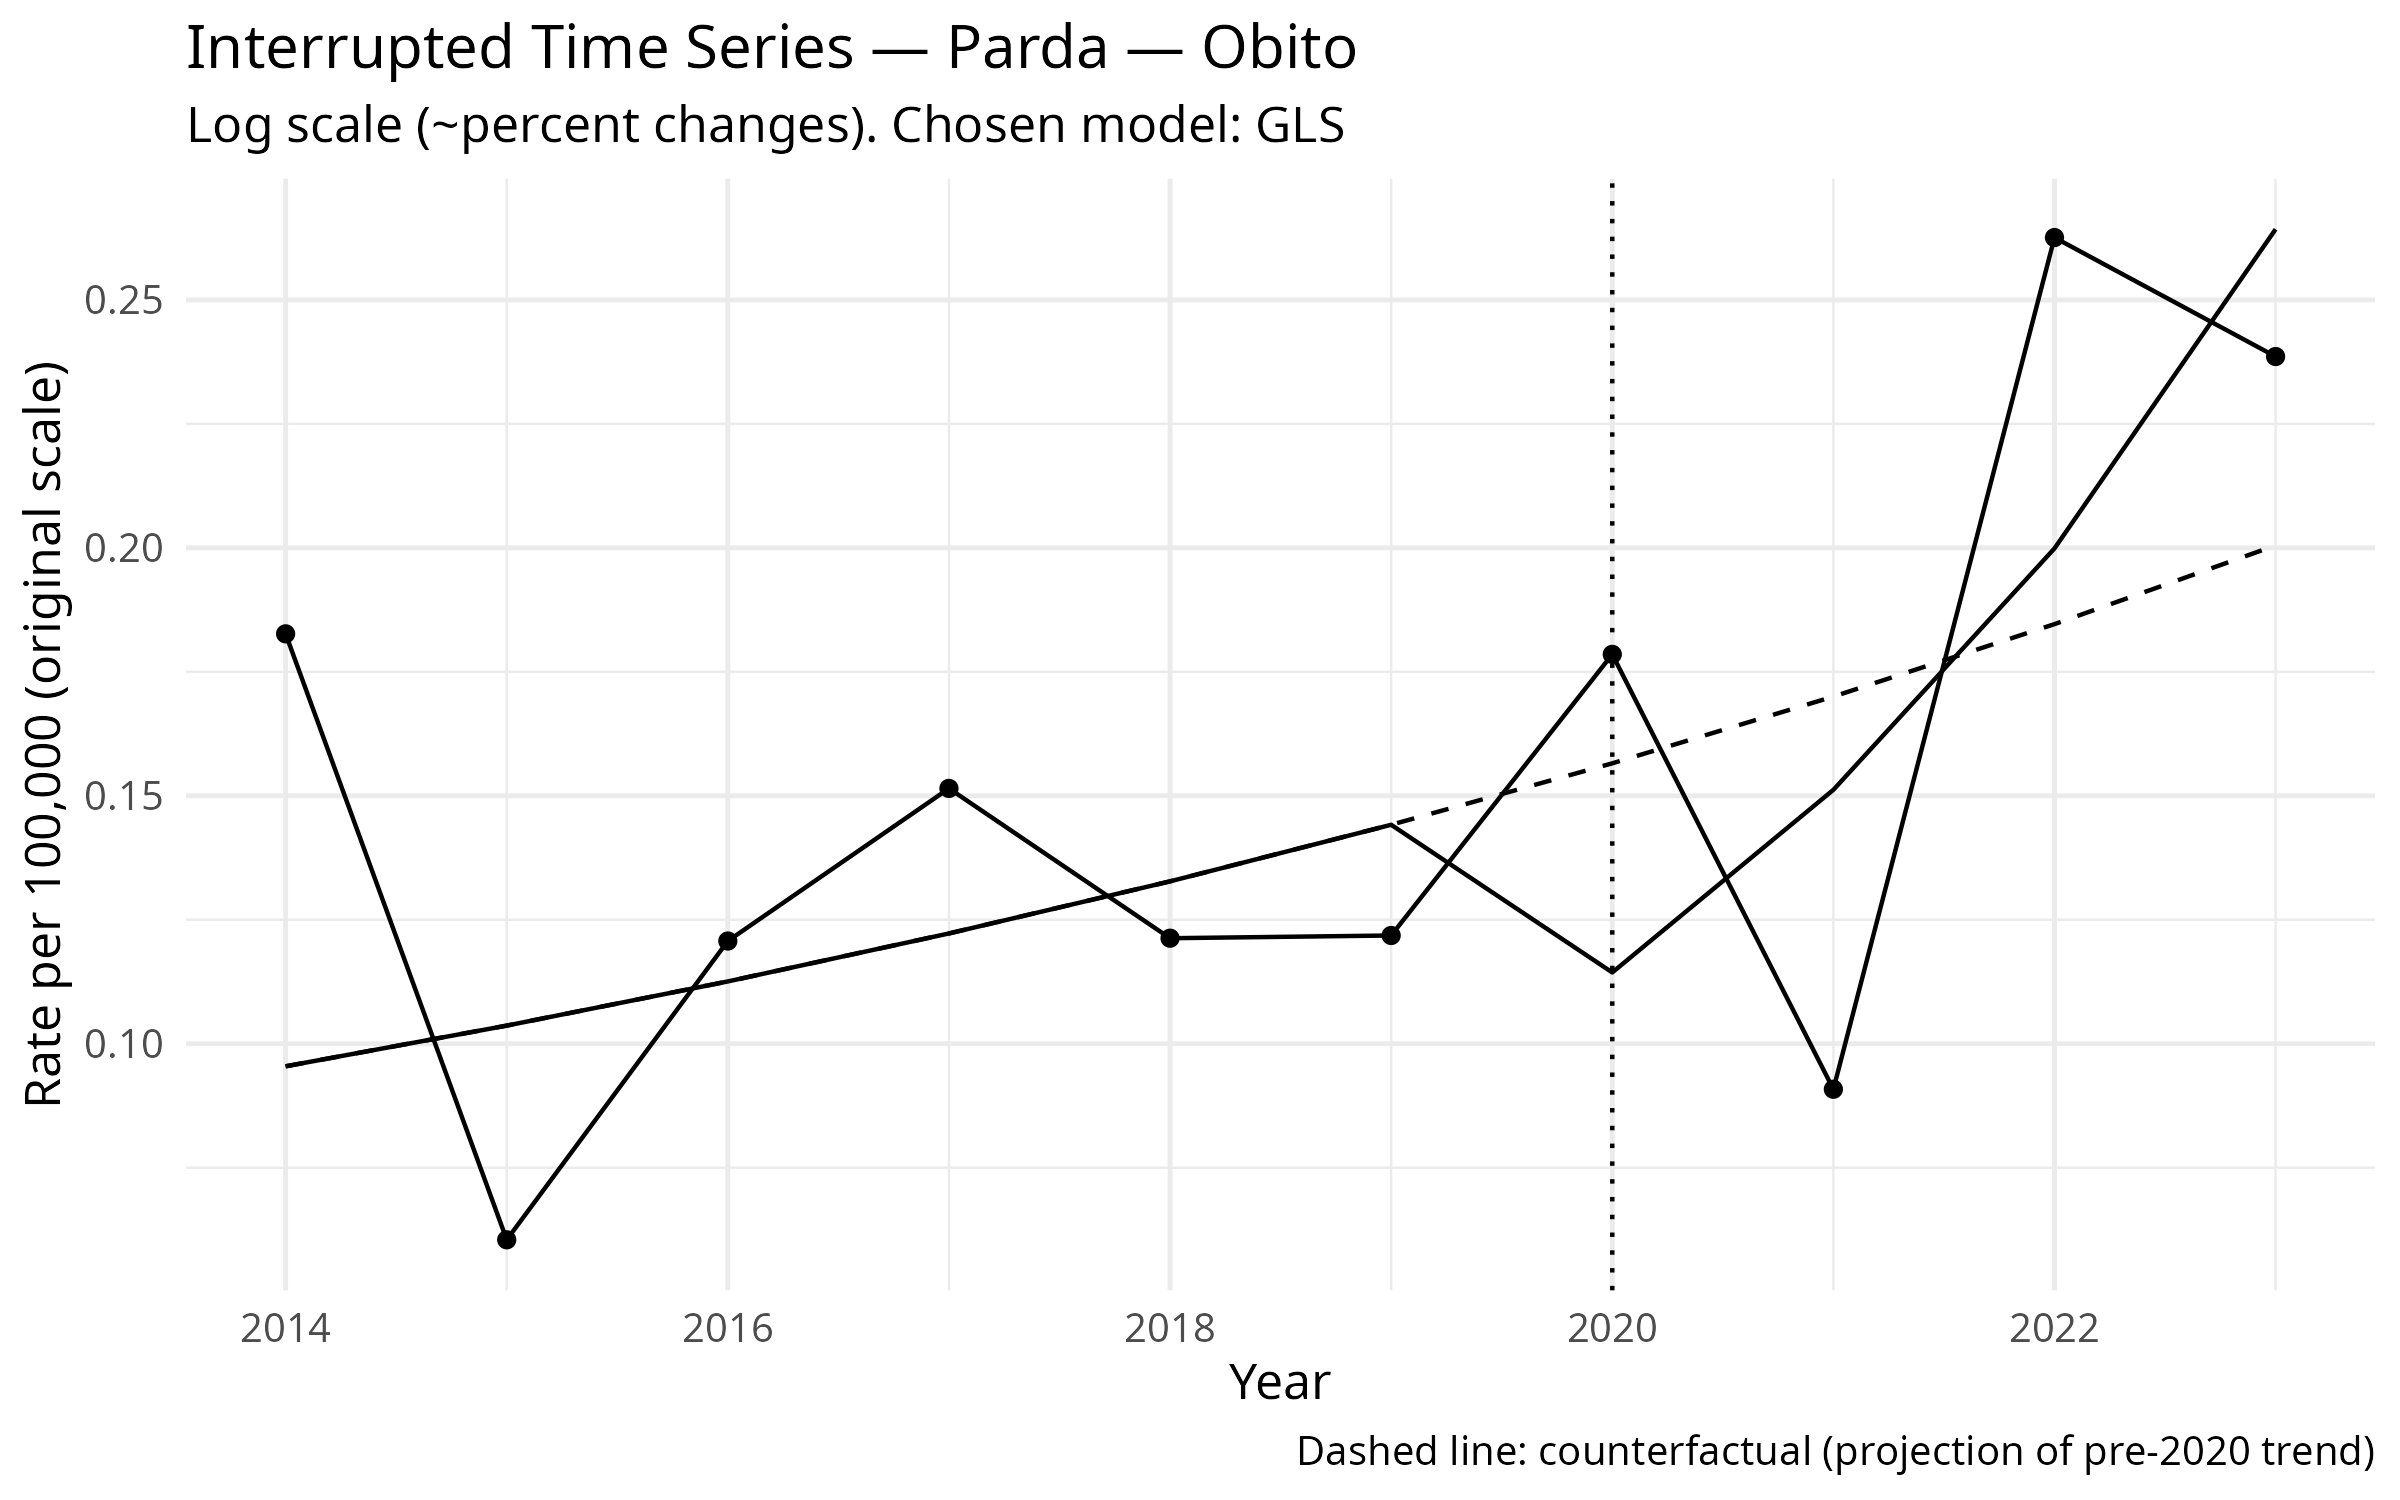 Interrupted Time Series — Parda — Obito
Log scale (~percent changes). Chosen model: GLS
Rate per 100,000 (original scale)
0.25
0.20
0.15
0.10
2014
2016
2018
2020
2022
Year
Dashed line: counterfactual (projection of pre-2020 trend)